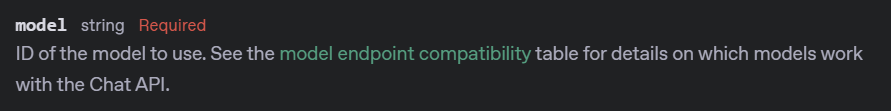 model string Required
ID of the model to use. See the model endpoint compatibility table for details on which models work
with the Chat API.